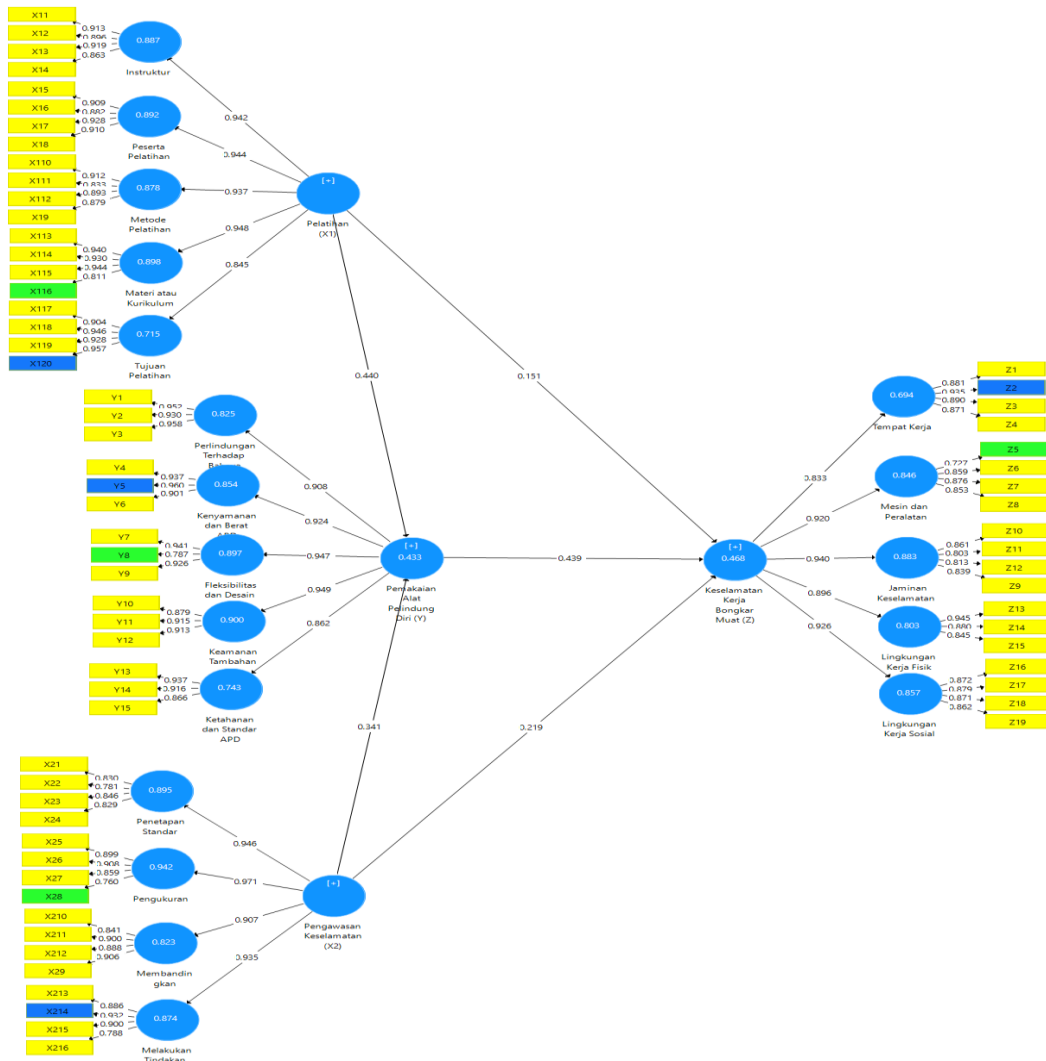 X11
X12
X13
X14
0.913
0.896
0.919
0.863
0.887
Instruktur
X15
X16
X17
X18
0.909
0.882
0.928
0.910
0.892
Peserta
Pelatihan
X110
X111
X112
X19
0.912
0.833
0.893
0.879
0.878
Metode
Pelatihan
X113
X114
X115
X116
0.940
0.930
0.944
0.811
0.898
Materi atau
Kurikulum
X117
X118
X119
X120
0.904
0.946
0.928
0.957
0.715
Tujuan
Pelatihan
0.942
0.944
0.937
0.948
0.845
[+]
Pelatihan
(X1)
0.440
0.151
Y1
Y2
Y3
0.952
0.930
0.958
0.825
Perlindungan
Terhadap
Y4
Y5
Y6
0.937
0.960
0.901
0.854
Kenyamanan
dan Berat
Y7
Y8
Y9
0.941
0.787
0.926
0.897
Fleksibilitas
dan Desain
Y10
Y11
Y12
0.879
0.915
0.913
0.900
Keamanan
Tambahan
Y13
Y14
Y15
0.937
0.916
0.866
0.743
Ketahanan
dan Standar
APD
0.908
0.924
0.947
0.949
0.862
[+]
0.433
Pemakaian
Alat
Pelindung
Diri (Y)
0.439
0.341
0.219
X21
X22
X23
X24
0.830
0.781
0.846
0.829
0.895
Penetapan
Standar
X25
X26
X27
X28
0.899
0.908
0.859
0.760
0.942
Pengukuran
X210
X211
X212
X29
0.841
0.900
0.888
0.906
0.823
Membandin
gkan
X213
X214
X215
X216
0.886
0.932
0.900
0.788
0.874
Melakukan
Tindakan
0.946
0.971
0.907
0.935
[+]
Pengawasan
Keselamatan
(X2)
[+]
0.468
Keselamatan
Kerja
Bongkar
Muat (Z)
0.833
0.920
0.940
0.896
0.926
0.694
Tempat Kerja
0.881
0.935
0.890
0.871
Z1
Z2
Z3
Z4
0.846
Mesin dan
Peralatan
0.727
0.859
0.876
0.853
Z5
Z6
Z7
Z8
0.883
Jaminan
Keselamatan
0.861
0.803
0.813
0.839
Z10
Z11
Z12
Z9
0.803
Lingkungan
Kerja Fisik
0.945
0.880
0.845
Z13
Z14
Z15
0.857
Lingkungan
Kerja Sosial
0.872
0.879
0.871
0.862
Z16
Z17
Z18
Z19